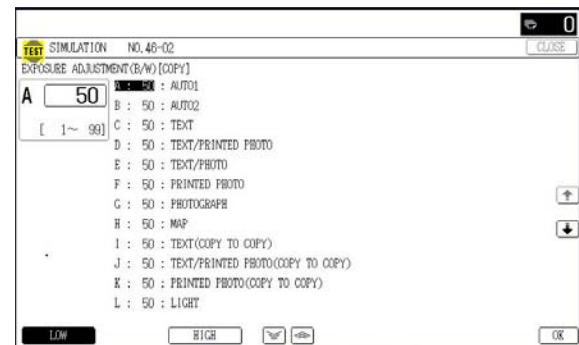 0
TEST SIMULATION NO. 46-02 CLOSE
EXPOSURE ADJUSTMENT(B/W)[COPY]
A 50
[ 1~ 99]
A : 50 : AUTO1
B : 50 : AUTO2
C : 50 : TEXT
D : 50 : TEXT/PRINTED PHOTO
E : 50 : TEXT/PHOTO
F : 50 : PRINTED PHOTO
G : 50 : PHOTOGRAPH
H : 50 : MAP
I : 50 : TEXT(COPY TO COPY)
J : 50 : TEXT/PRINTED PHOTO(COPY TO COPY)
K : 50 : PRINTED PHOTO(COPY TO COPY)
L : 50 : LIGHT
LOW HIGH OK